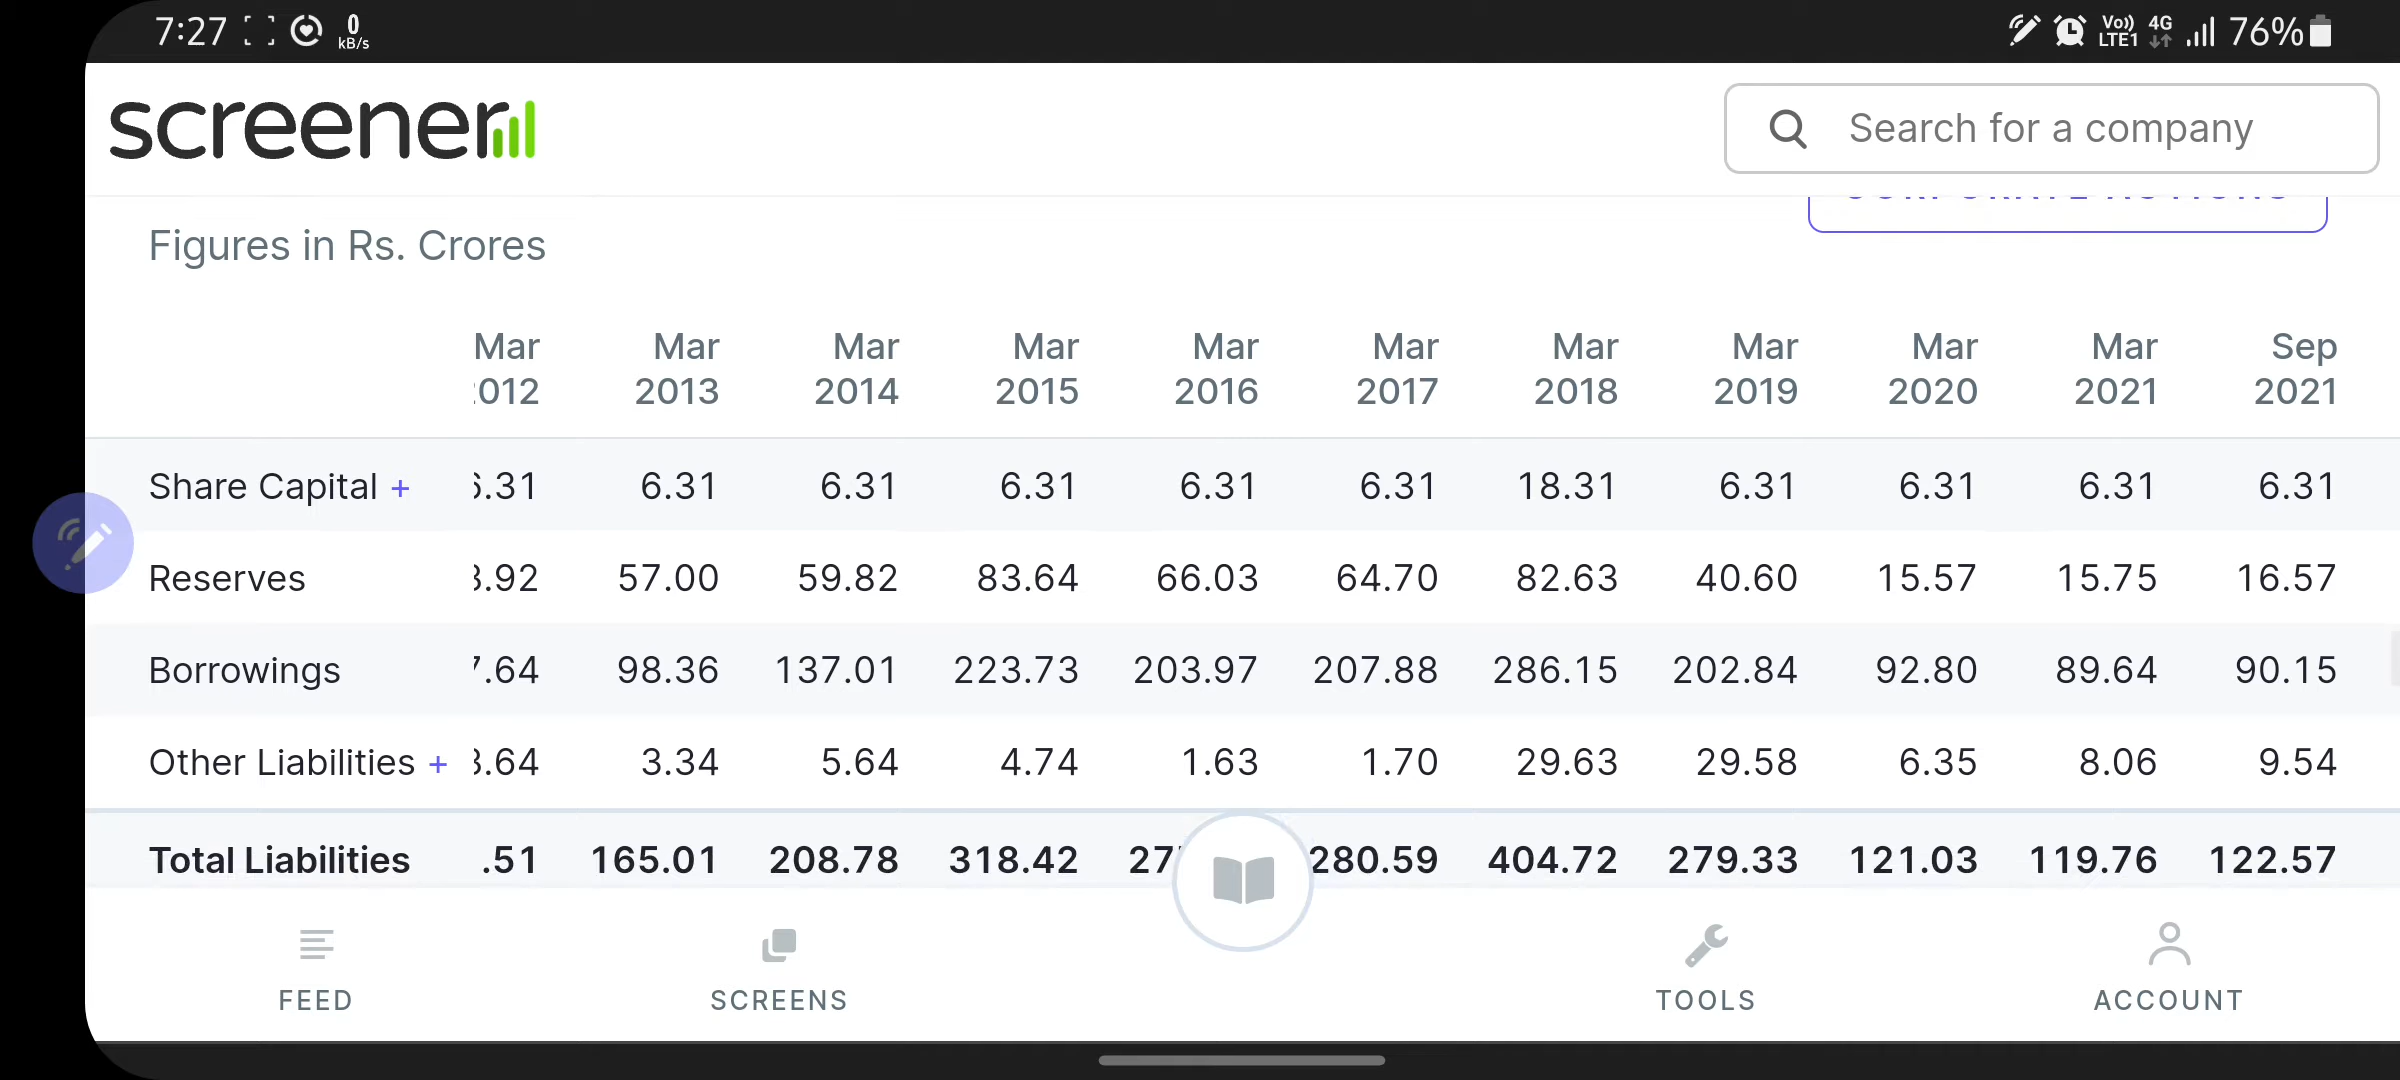 7:27 0 kB/s Vo)) LTE1 4G 76%
screener
Search for a company
Figures in Rs. Crores
Mar Mar Mar Mar Mar Mar Mar Mar Mar Mar Sep
012 2013 2014 2015 2016 2017 2018 2019 2020 2021 2021
Share Capital + .31 6.31 6.31 6.31 6.31 6.31 18.31 6.31 6.31 6.31 6.31
Reserves .92 57.00 59.82 83.64 66.03 64.70 82.63 40.60 15.57 15.75 16.57
Borrowings .64 98.36 137.01 223.73 203.97 207.88 286.15 202.84 92.80 89.64 90.15
Other Liabilities + .64 3.34 5.64 4.74 1.63 1.70 29.63 29.58 6.35 8.06 9.54
Total Liabilities .51 165.01 208.78 318.42 27 280.59 404.72 279.33 121.03 119.76 122.57
FEED SCREENS TOOLS ACCOUNT